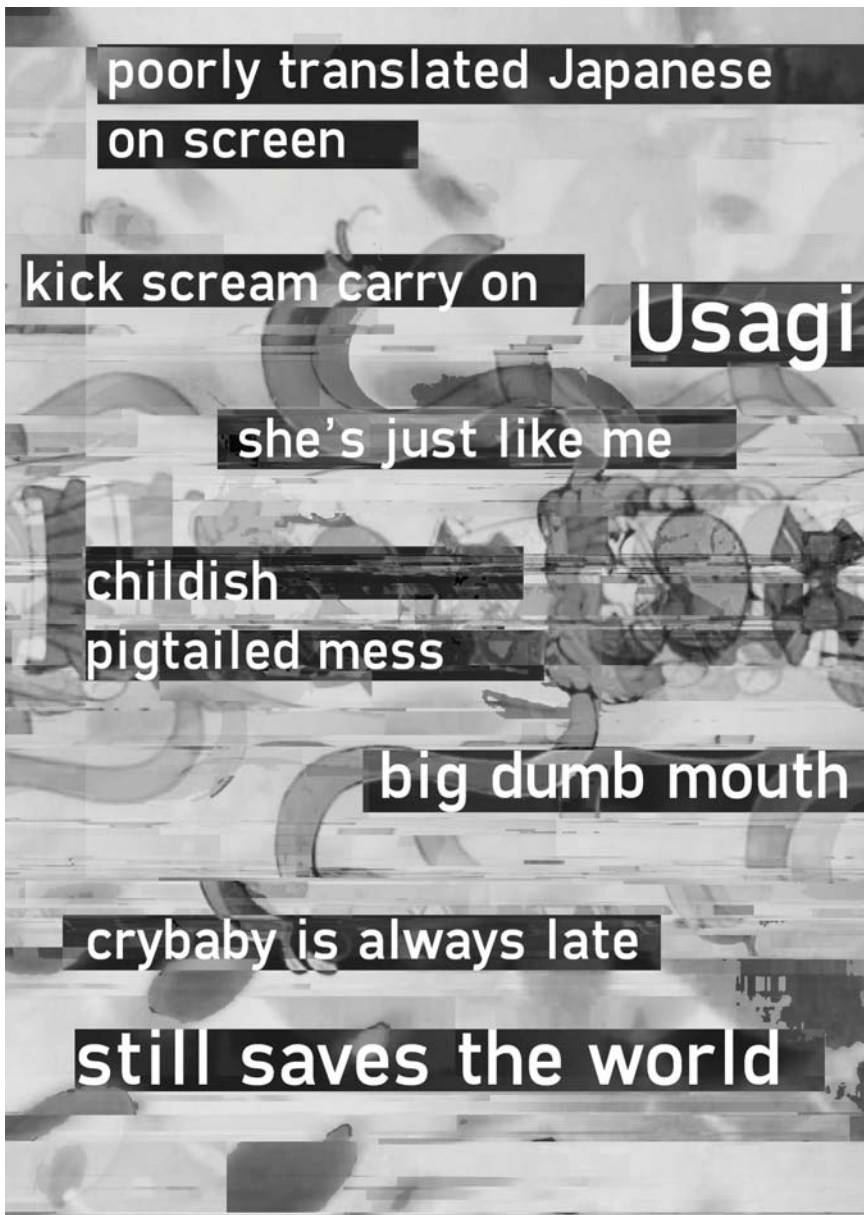 poorly translated Japanese
on screen
kick scream carry on
Usagi
she's just like me
childish
pigtailed mess
big dumb mouth
crybaby is always late
still saves the world